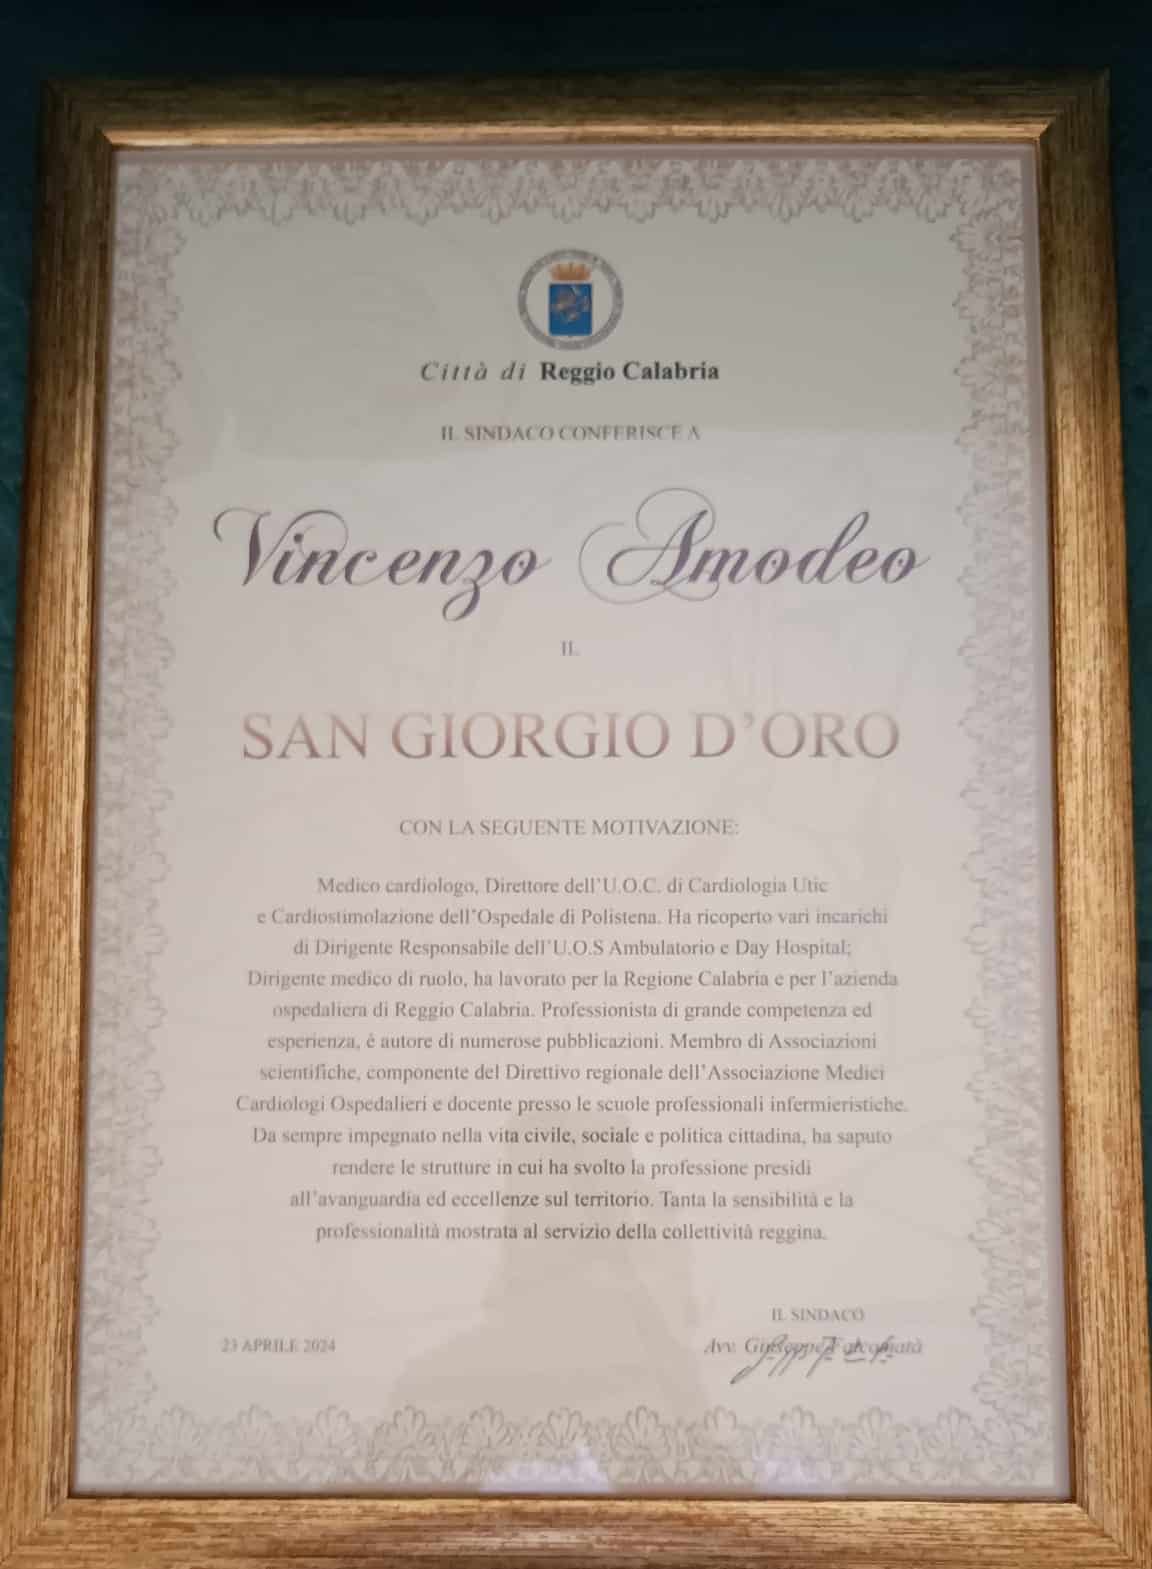 Città di Reggio Calabria
IL SINDACO CONFERISCE A
Vincenzo Amodeo
IL
SAN GIORGIO D'ORO
CON LA SEGUENTE MOTIVAZIONE:
Medico cardiologo, Direttore dell'U.O.C. di Cardiologia Utic
e Cardiostimolazione dell'Ospedale di Polistena. Ha ricoperto vari incarichi
di Dirigente Responsabile dell'U.O.S Ambulatorio e Day Hospital;
Dirigente medico di ruolo, ha lavorato per la Regione Calabria e per l'azienda
ospedaliera di Reggio Calabria. Professionista di grande competenza ed
esperienza, è autore di numerose pubblicazioni. Membro di Associazioni
scientifiche, componente del Direttivo regionale dell'Associazione Medici
Cardiologi Ospedalieri e docente presso le scuole professionali infermieristiche.
Da sempre impegnato nella vita civile, sociale e politica cittadina, ha saputo
rendere le strutture in cui ha svolto la professione presidi
all'avanguardia ed eccellenze sul territorio. Tanta la sensibilità e la
professionalità mostrata al servizio della collettività reggina.
IL SINDACO
23 APRILE 2024
Avv. Giuseppe Falcomatà